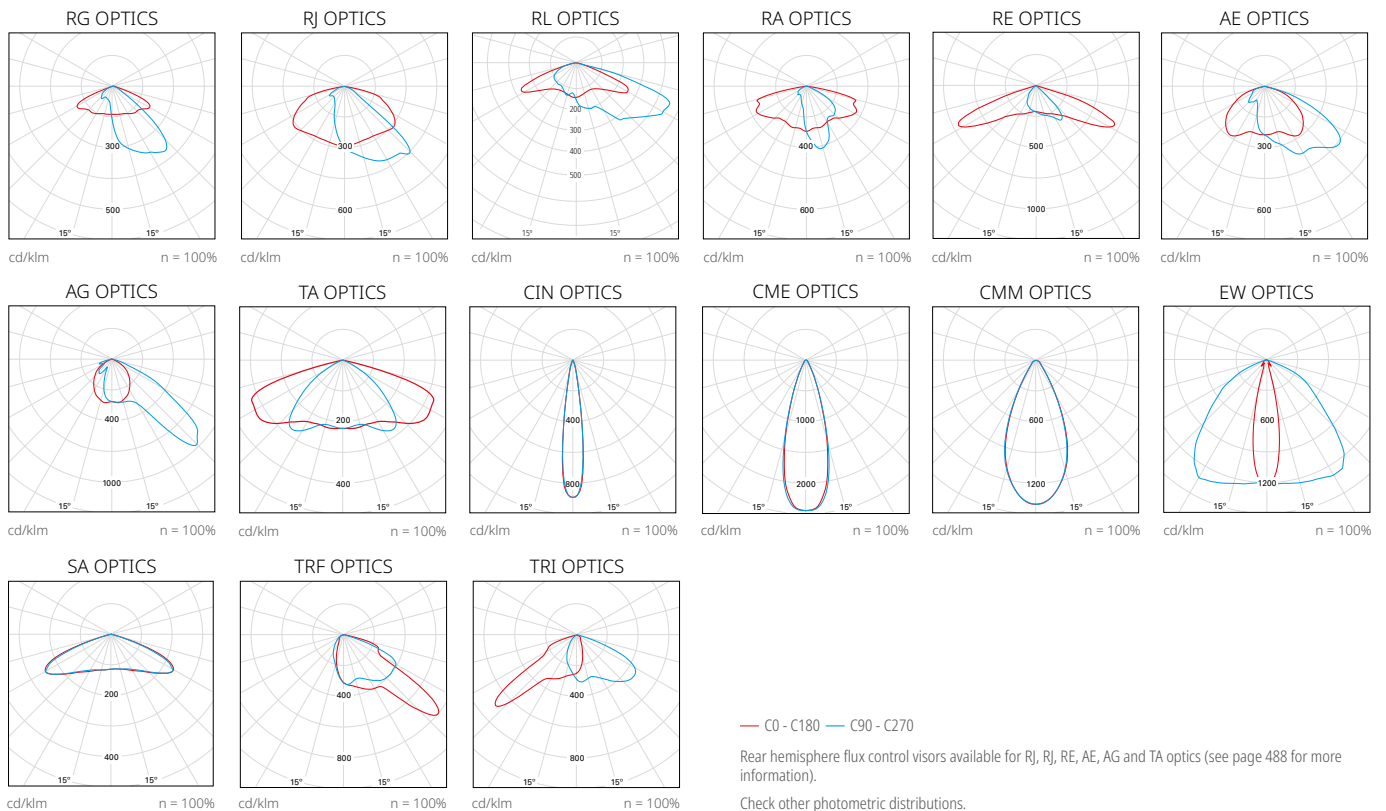 RG OPTICS
RJ OPTICS
RL OPTICS
RA OPTICS
RE OPTICS
AE OPTICS
300
500
15° 15°
300
600
15° 15°
200
300
400
500
15° 15°
400
600
15° 15°
500
1000
15° 15°
300
600
15° 15°
cd/klm n = 100%
cd/klm n = 100%
cd/klm n = 100%
cd/klm n = 100%
cd/klm n = 100%
cd/klm n = 100%
AG OPTICS
TA OPTICS
CIN OPTICS
CME OPTICS
CMM OPTICS
EW OPTICS
400
1000
15° 15°
200
400
15° 15°
400
800
15° 15°
1000
2000
15° 15°
600
1200
15° 15°
600
1200
15° 15°
cd/klm n = 100%
cd/klm n = 100%
cd/klm n = 100%
cd/klm n = 100%
cd/klm n = 100%
cd/klm n = 100%
SA OPTICS
TRF OPTICS
TRI OPTICS
200
400
15° 15°
400
800
15° 15°
400
800
15° 15°
cd/klm n = 100%
cd/klm n = 100%
cd/klm n = 100%
C0 - C180 C90 - C270
Rear hemisphere flux control visors available for RJ, RJ, RE, AE, AG and TA optics (see page 488 for more
information).
Check other photometric distributions.